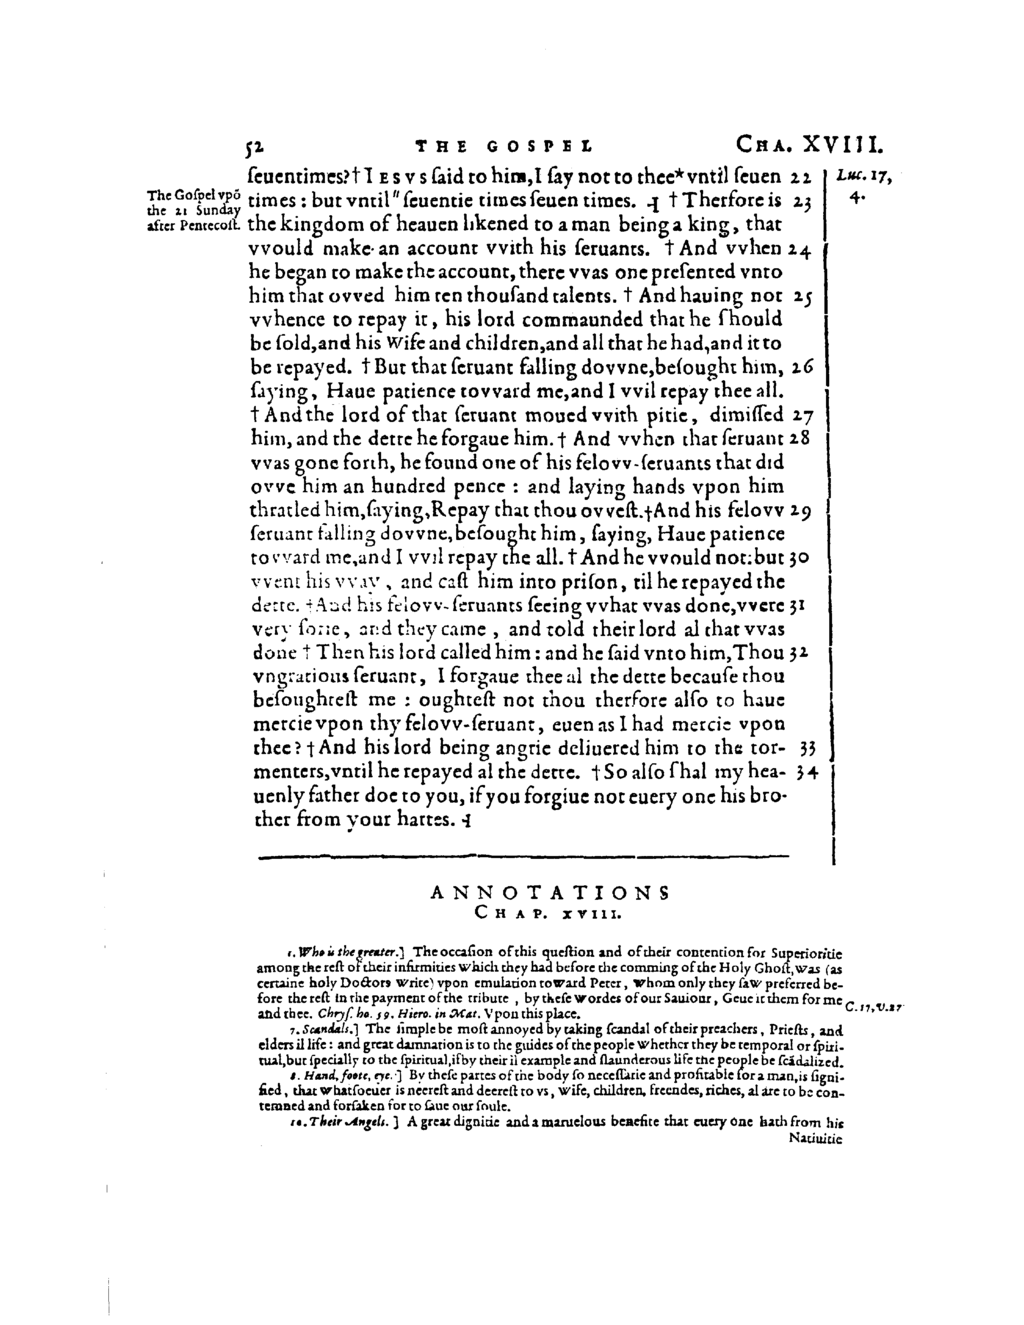 52 THE GOSPEL CHA. XVIII.
ſeuentimes?† IESVS ſaid to him,I ſay not to thee*vntil ſeuen 22
times : but vntil "ſeuentie times ſeuen times. ⊣ † Therfore is 23
the kingdom of heauen likened to a man being a king, that
vvould make an account vvith his ſeruants. † And vvhen 24
he began to make the account, there vvas one preſented vnto
him that ovved him ten thouſand talents. † And hauing not 25
vvhence to repay it, his lord commaunded that he ſhould
be ſold,and his wife and children,and all that he had,and it to
be repayed. † But that ſeruant falling dovvne,beſought him, 26
ſaying, Haue patience tovvard me,and I vvil repay thee all.
† And the lord of that ſeruant moued vvith pitie, dimiſſed 27
him, and the dette he forgaue him. † And vvhen that ſeruant 28
vvas gone forth, he found one of his felovv-ſeruants that did
ovve him an hundred pence : and laying hands vpon him
thratled him,ſaying,Repay that thou ovveſt.†And his felovv 29
ſeruant falling dovvne,beſought him, ſaying, Haue patience
tovvard me,and I vvil repay the all. † And he vvould not:but 30
vvent his vvay, and caſt him into priſon, til he repayed the
dette. †And his felovv-ſeruants ſeeing vvhat vvas done,vvere 31
very ſorie, and they came, and told their lord al that vvas
done † Then his lord called him : and he ſaid vnto him,Thou 32
vngratious ſeruant, I forgaue thee al the dette becauſe thou
beſoughteſt me : oughteſt not thou therfore alſo to haue
mercie vpon thy felovv-ſeruant, euen as I had mercie vpon
thee? † And his lord being angrie deliuered him to the tor- 33
menters,vntil he repayed al the dette. † So alſo ſhal my hea- 34
uenly father doe to you, if you forgiue not euery one his bro-
ther from your hartes. ⊣
The Goſpel vpō
the 21 Sunday
after Pentecoſt.
Luc. 17,
4.
ANNOTATIONS
CHAP. XVIII.
1. Who is the greater.] The occaſion of this queſtion and of their contention for Superioritie
among the reſt of their infirmities which they had before the comming of the Holy Ghoſt,was (as
certaine holy Doctors write) vpon emulation toward Peter, whom only they ſaw preferred be-
fore the reſt in the payment of the tribute, by theſe wordes of our Sauiour, Geue it them for me
and thee. Chryſ. ho. 59. Hiero. in Mat. Vpon this place.
C. 17,v.27
7. Scandals.] The ſimple be moſt annoyed by taking ſcandal of their preachers, Prieſts, and
elders il life : and great damnation is to the guides of the people whether they be temporal or ſpiri-
tual,but ſpecially to the ſpiritual,if by their il example and ſlaunderous life the people be ſcādalized.
8. Hand, foote, eye.] By theſe partes of the body ſo neceſſarie and profitable for a man,is ſigni-
fied, that whatſoeuer is neereſt and deereſt to vs, wife, children, freendes, riches, al are to be con-
temned and forſaken for to ſaue our ſoule.
10. Their Angels.] A great dignitie and a maruelous benefite that euery one hath from his
Natiuitie